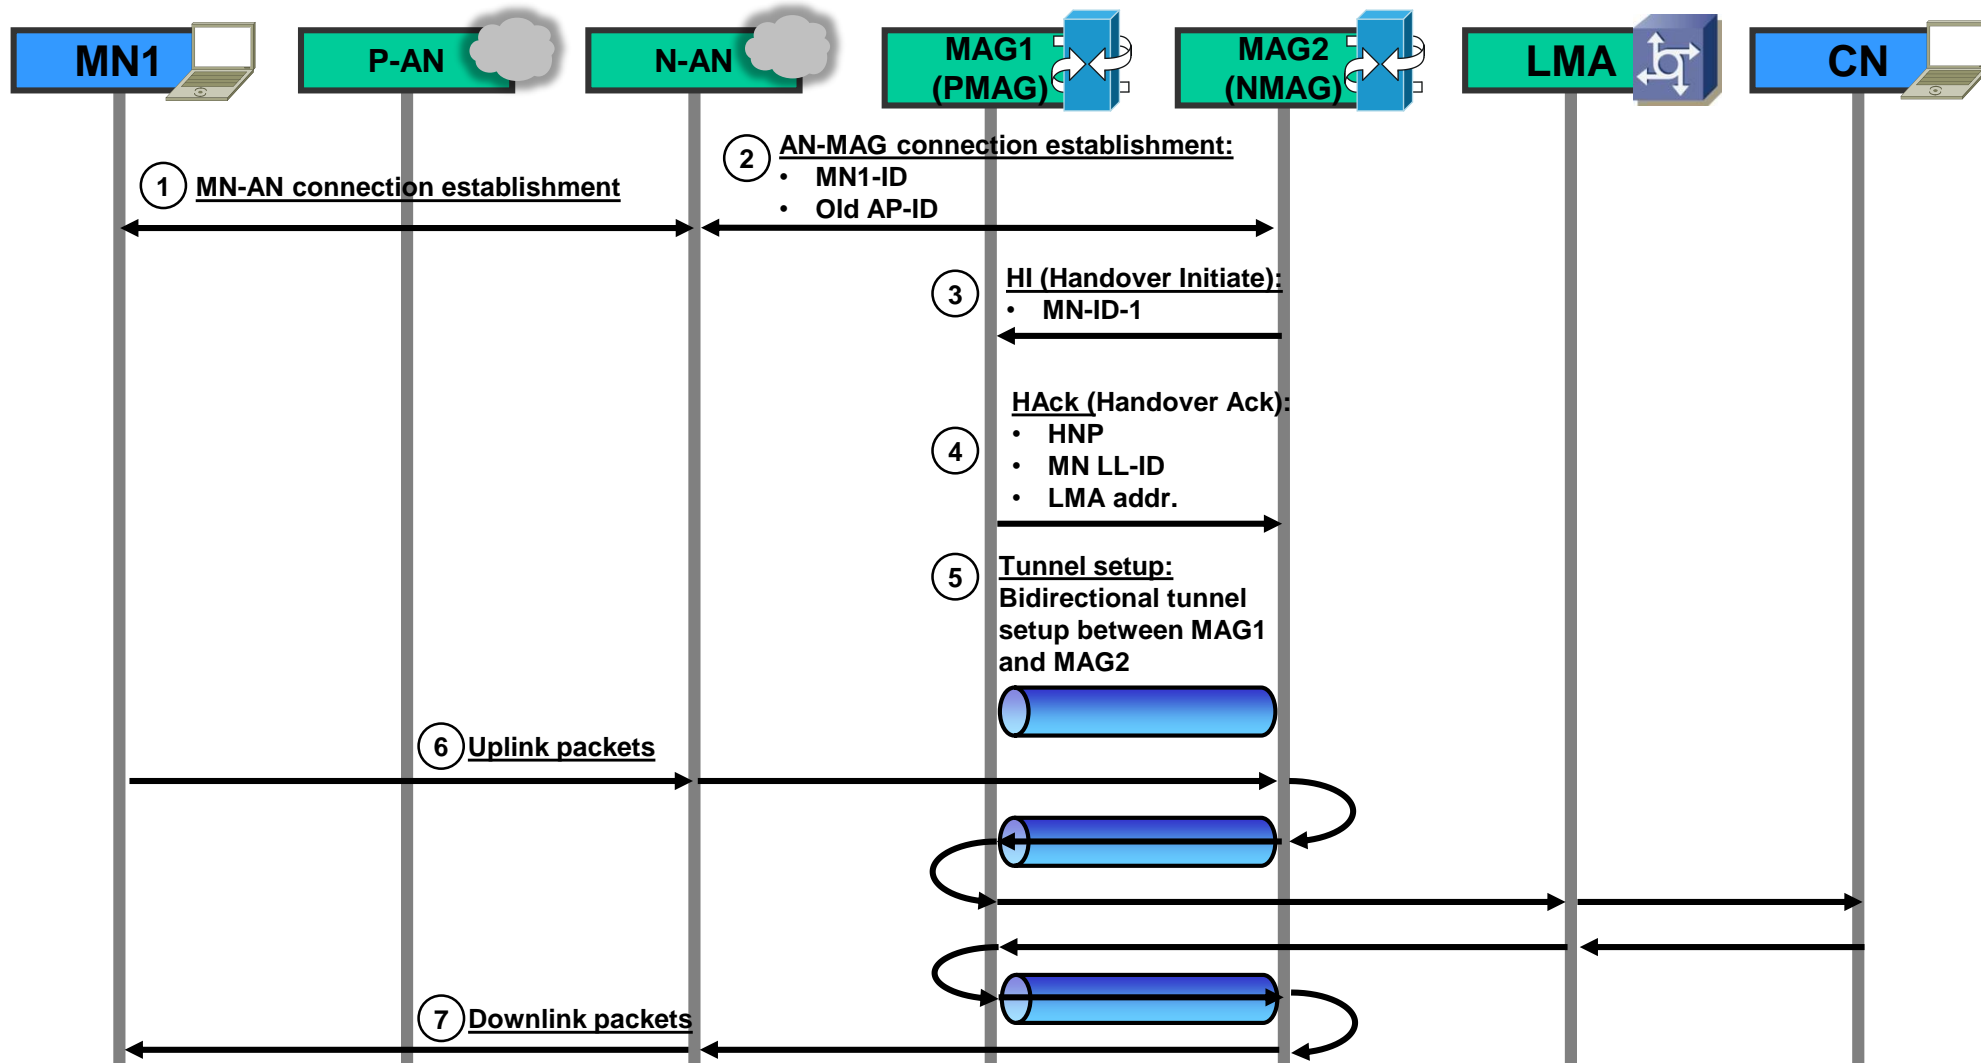 MN1
P-AN
N-AN
MAG1
(PMAG)
MAG2
(NMAG)
LMA
CN
1 MN-AN connection establishment
2 AN-MAG connection establishment:
• MN1-ID
• Old AP-ID
3 HI (Handover Initiate):
• MN-ID-1
4 HAck (Handover Ack):
• HNP
• MN LL-ID
• LMA addr.
5 Tunnel setup:
Bidirectional tunnel
setup between MAG1
and MAG2
6 Uplink packets
7 Downlink packets